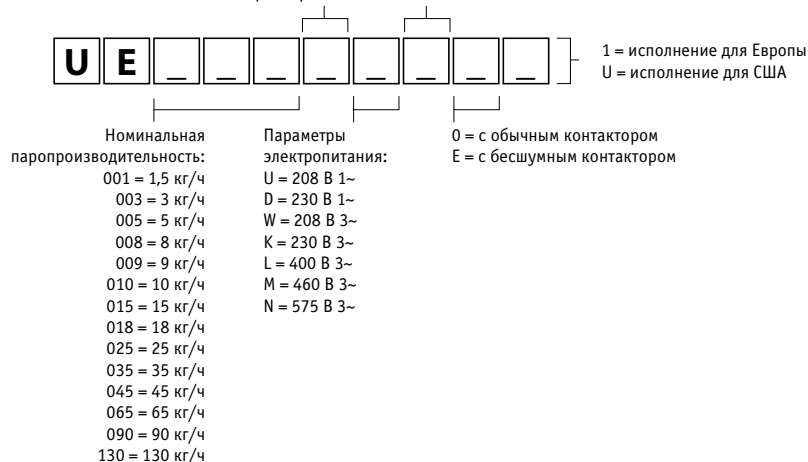 U E _ _ _ _ _ _ _ _
1 = исполнение для Европы
U = исполнение для США
Номинальная
паропроизводительность:
001 = 1,5 кг/ч
003 = 3 кг/ч
005 = 5 кг/ч
008 = 8 кг/ч
009 = 9 кг/ч
010 = 10 кг/ч
015 = 15 кг/ч
018 = 18 кг/ч
025 = 25 кг/ч
035 = 35 кг/ч
045 = 45 кг/ч
065 = 65 кг/ч
090 = 90 кг/ч
130 = 130 кг/ч
Параметры
электропитания:
U = 208 В 1~
D = 230 В 1~
W = 208 В 3~
K = 230 В 3~
L = 400 В 3~
M = 460 В 3~
N = 575 В 3~
0 = с обычным контактором
E = с бесшумным контактором